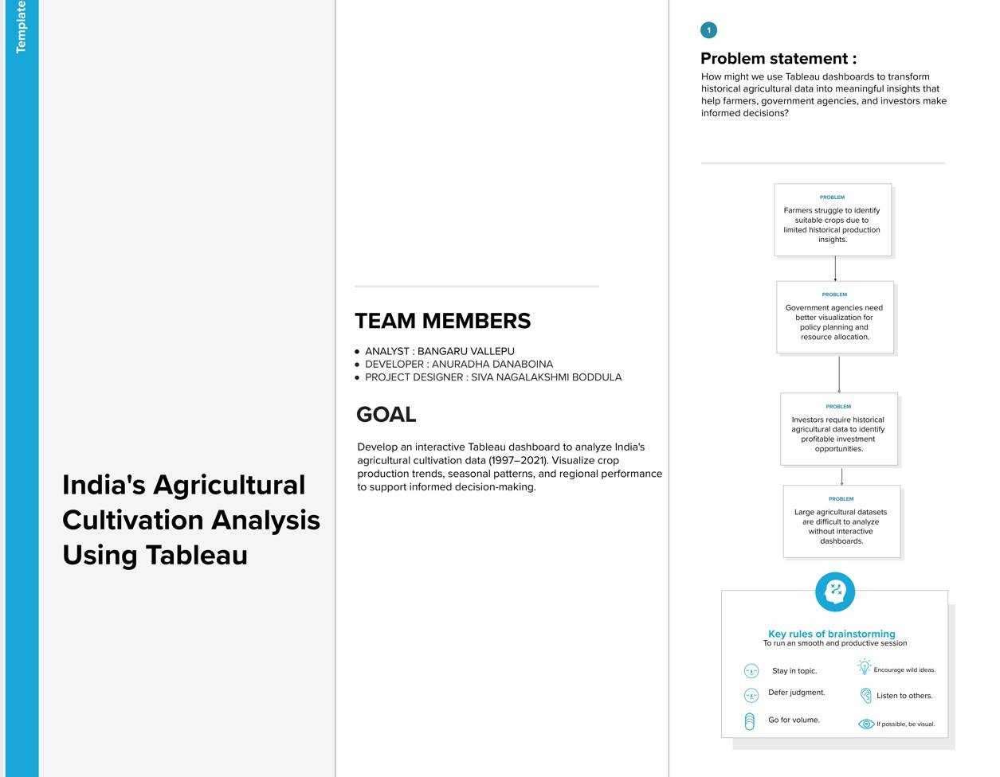 Template
India's Agricultural
Cultivation Analysis
Using Tableau
TEAM MEMBERS
● ANALYST : BANGARU VALLEPU
● DEVELOPER : ANURADHA DANABOINA
● PROJECT DESIGNER : SIVA NAGALAKSHMI BODDULA
GOAL
Develop an interactive Tableau dashboard to analyze India's
agricultural cultivation data (1997–2021). Visualize crop
production trends, seasonal patterns, and regional performance
to support informed decision-making.
1
Problem statement :
How might we use Tableau dashboards to transform
historical agricultural data into meaningful insights that
help farmers, government agencies, and investors make
informed decisions?
PROBLEM
Farmers struggle to identify
suitable crops due to
limited historical production
insights.
PROBLEM
Government agencies need
better visualization for
policy planning and
resource allocation.
PROBLEM
Investors require historical
agricultural data to identify
profitable investment
opportunities.
PROBLEM
Large agricultural datasets
are difficult to analyze
without interactive
dashboards.
Key rules of brainstorming
To run an smooth and productive session
Stay in topic.
Encourage wild ideas.
Defer judgment.
Listen to others.
Go for volume.
If possible, be visual.